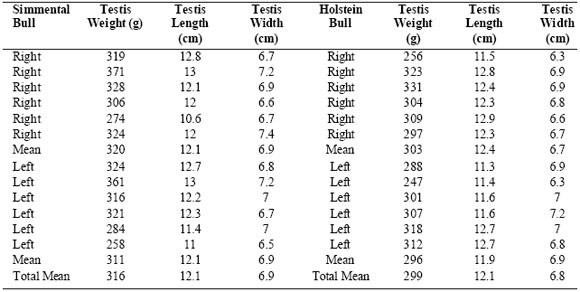 Simmental Testis Testis Testis Holstein Testis Testis Testis
Bull Weight (g) Length Width Bull Weight Length Width
(cm) (cm) (g) (cm) (cm)
Right 319 12.8 6.7 Right 256 11.5 6.3
Right 371 13 7.2 Right 323 12.8 6.9
Right 328 12.1 6.9 Right 331 12.4 6.9
Right 306 12 6.6 Right 304 12.3 6.8
Right 274 10.6 6.7 Right 309 12.9 6.6
Right 324 12 7.4 Right 297 12.3 6.7
Mean 320 12.1 6.9 Mean 303 12.4 6.7
Left 324 12.7 6.8 Left 288 11.3 6.9
Left 361 13 7.2 Left 247 11.4 6.3
Left 316 12.2 7 Left 301 11.6 7
Left 321 12.3 6.7 Left 307 11.6 7.2
Left 284 11.4 7 Left 318 12.7 7
Left 258 11 6.5 Left 312 12.7 6.8
Mean 311 12.1 6.9 Mean 296 11.9 6.9
Total Mean 316 12.1 6.9 Total Mean 299 12.1 6.8